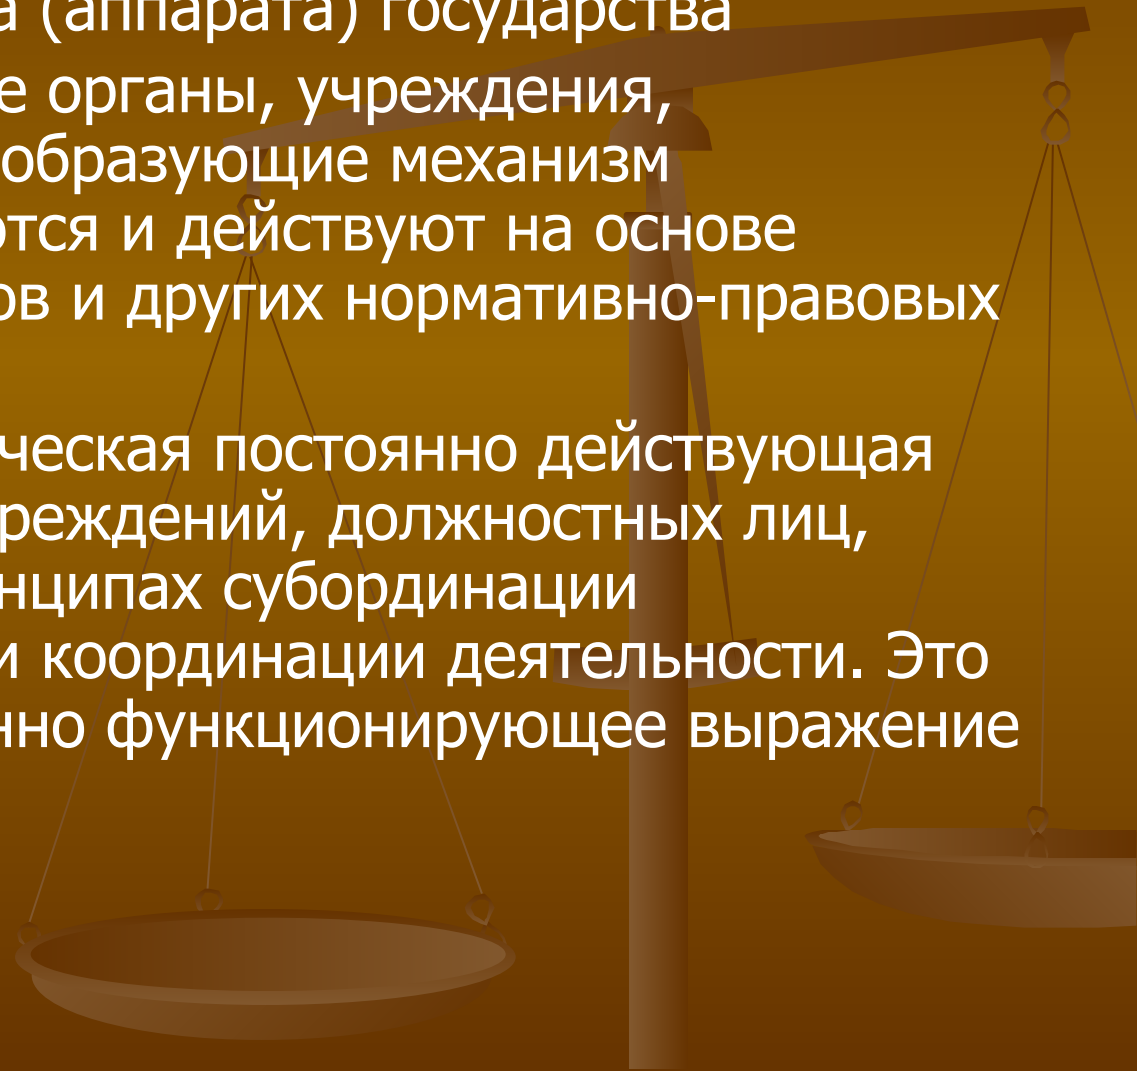 а (аппарата) государства
е органы, учреждения,
образующие механизм
ются и действуют на основе
ов и других нормативно-правовых
ческая постоянно действующая
реждений, должностных лиц,
нципах субординации
и координации деятельности. Это
нно функционирующее выражение